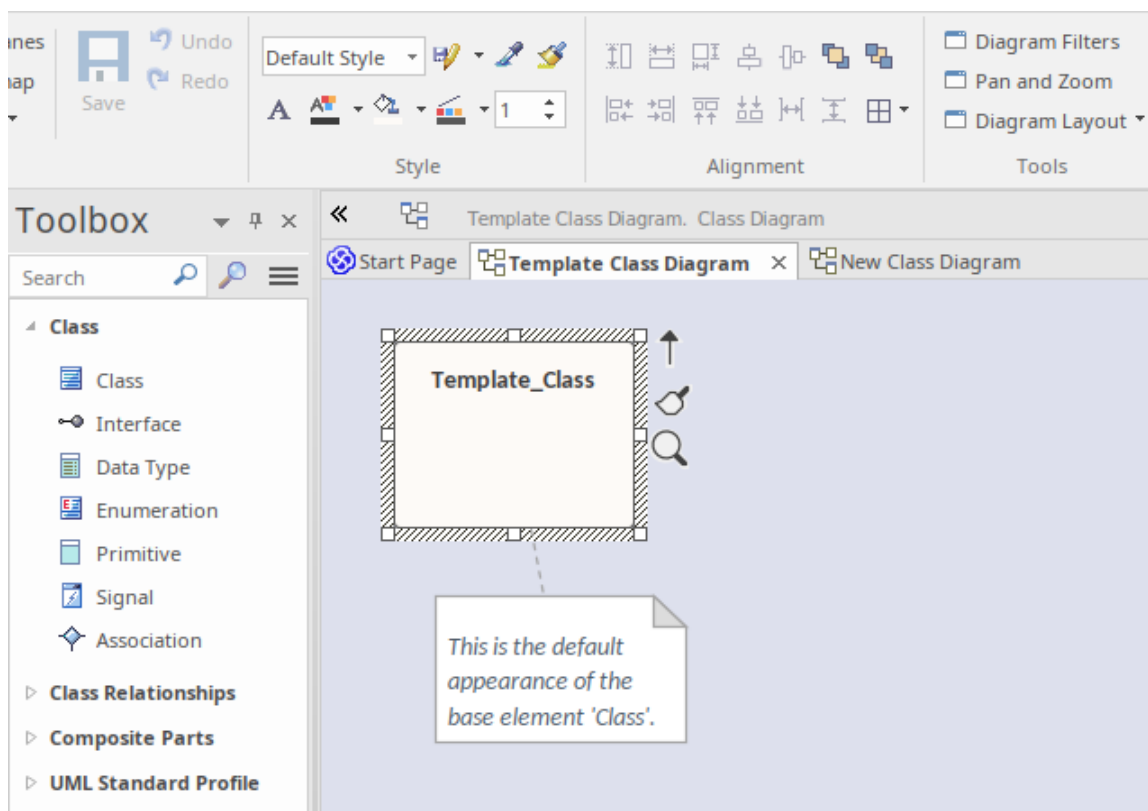 Undo
Redo
Save
Default Style
A
1
Style
Alignment
Diagram Filters
Pan and Zoom
Diagram Layout
Tools
Toolbox
Search
Class
Class
Interface
Data Type
Enumeration
Primitive
Signal
Association
Class Relationships
Composite Parts
UML Standard Profile
Template Class Diagram. Class Diagram
Start Page
Template Class Diagram
New Class Diagram
Template_Class
This is the default
appearance of the
base element 'Class'.